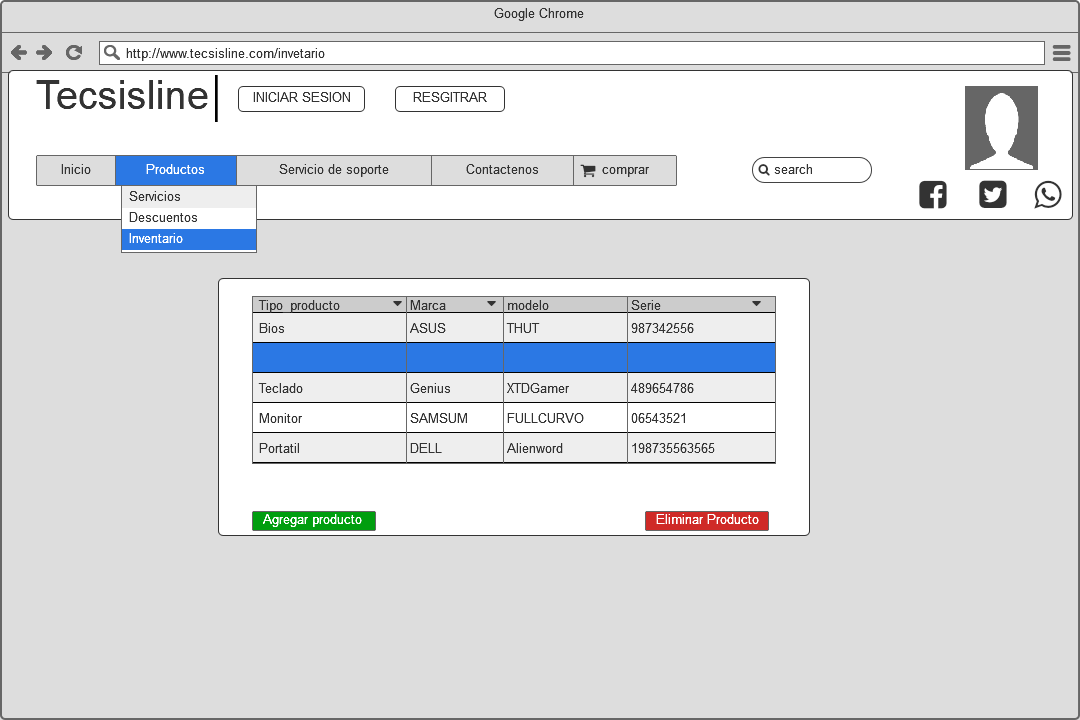 Google Chrome
http://www.tecsisline.com/invetario
Tecsisline
INICIAR SESION
RESGITRAR
Inicio Productos Servicio de soporte Contactenos comprar search
Servicios
Descuentos
Inventario
Tipo producto Marca modelo Serie
Bios ASUS THUT 987342556
Teclado Genius XTDGamer 489654786
Monitor SAMSUM FULLCURVO 06543521
Portatil DELL Alienword 198735563565
Agregar producto Eliminar Producto